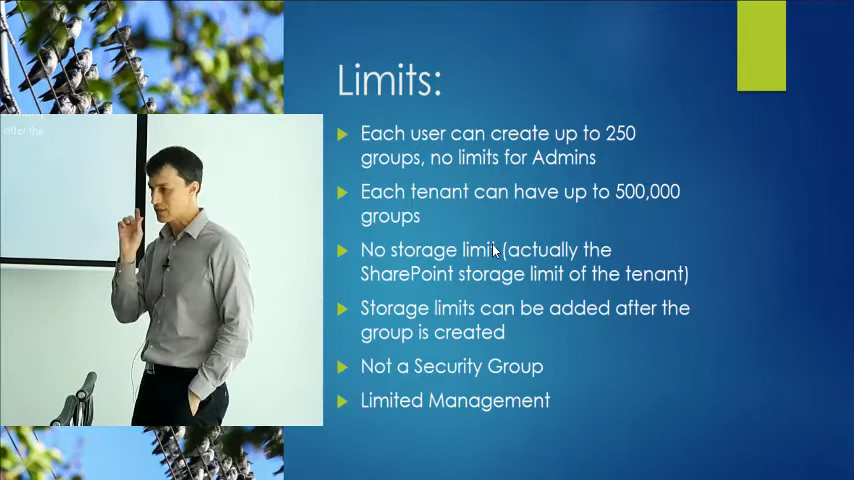 Limits:
Each user can create up to 250
groups, no limits for Admins
Each tenant can have up to 500,000
groups
No storage limit (actually the
SharePoint storage limit of the tenant)
Storage limits can be added after the
group is created
Not a Security Group
Limited Management
after the